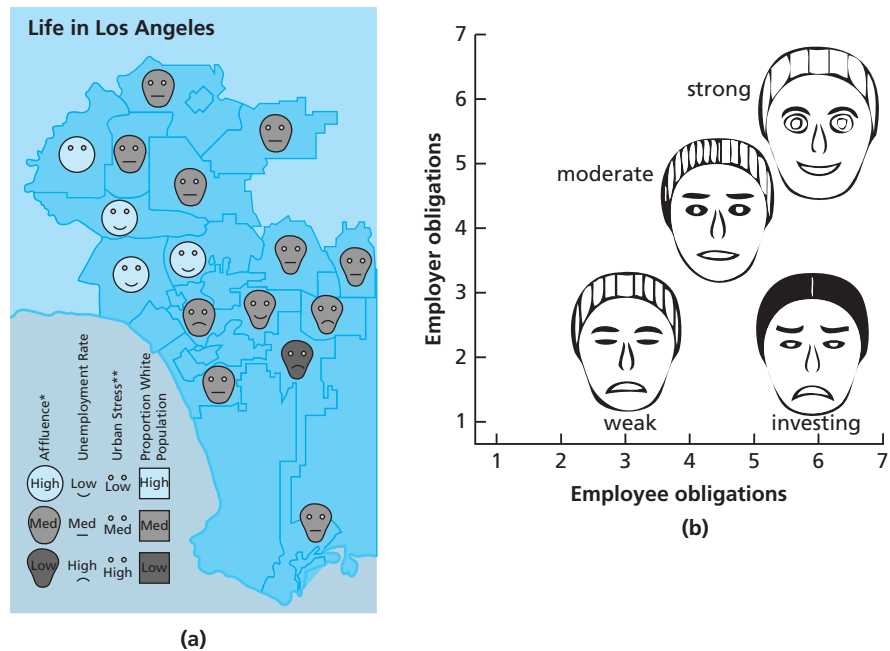 Life in Los Angeles
Affluence*
Unemployment Rate
Urban Stress**
Proportion White
Population
High
Low
Low
High
Med
Med
Med
Med
Low
High
High
Low
(a)
7
6
5
4
3
2
1
Employer obligations
strong
moderate
weak
investing
1 2 3 4 5 6 7
Employee obligations
(b)